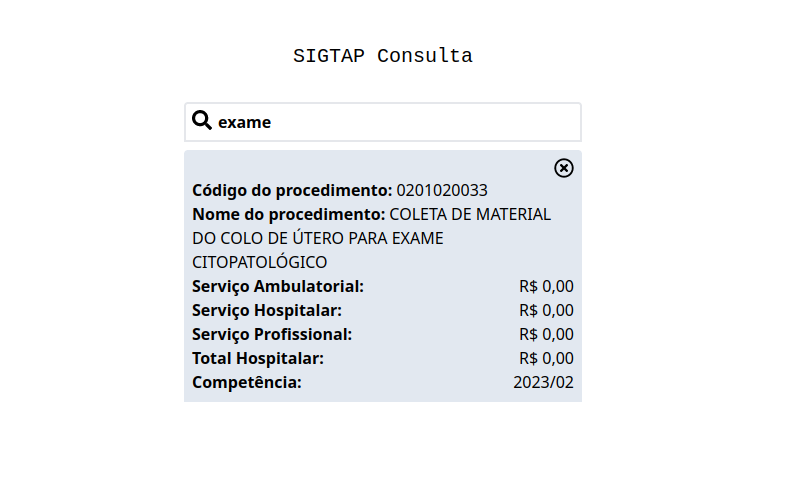 SIGTAP Consulta
exame
Código do procedimento: 0201020033
Nome do procedimento: COLETA DE MATERIAL
DO COLO DE ÚTERO PARA EXAME
CITOPATOLÓGICO
Serviço Ambulatorial: R$ 0,00
Serviço Hospitalar: R$ 0,00
Serviço Profissional: R$ 0,00
Total Hospitalar: R$ 0,00
Competência: 2023/02